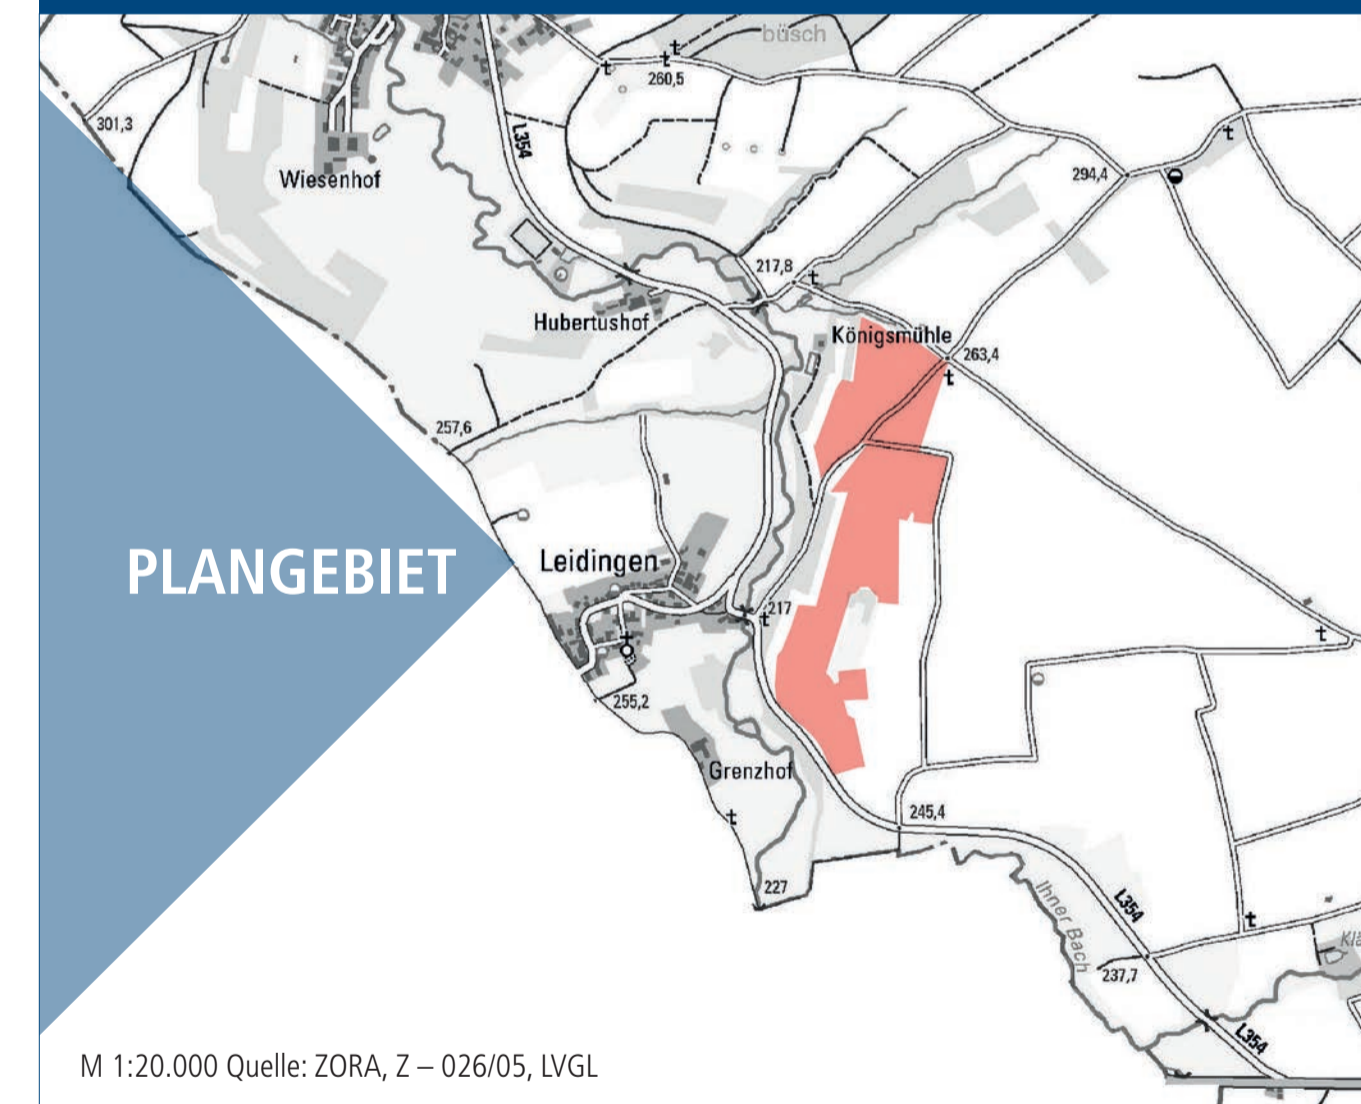 büsch
260,5
301,3
L354
Wiesenhof
294,4
217,8
Hubertushof
Königsmühle
263,4
257,6
PLANGEBIET
Leidingen
217
255,2
Grenzhof
245,4
227
Ihner Bach
L354
237,7
Klä
L354
M 1:20.000 Quelle: ZORA, Z – 026/05, LVGL